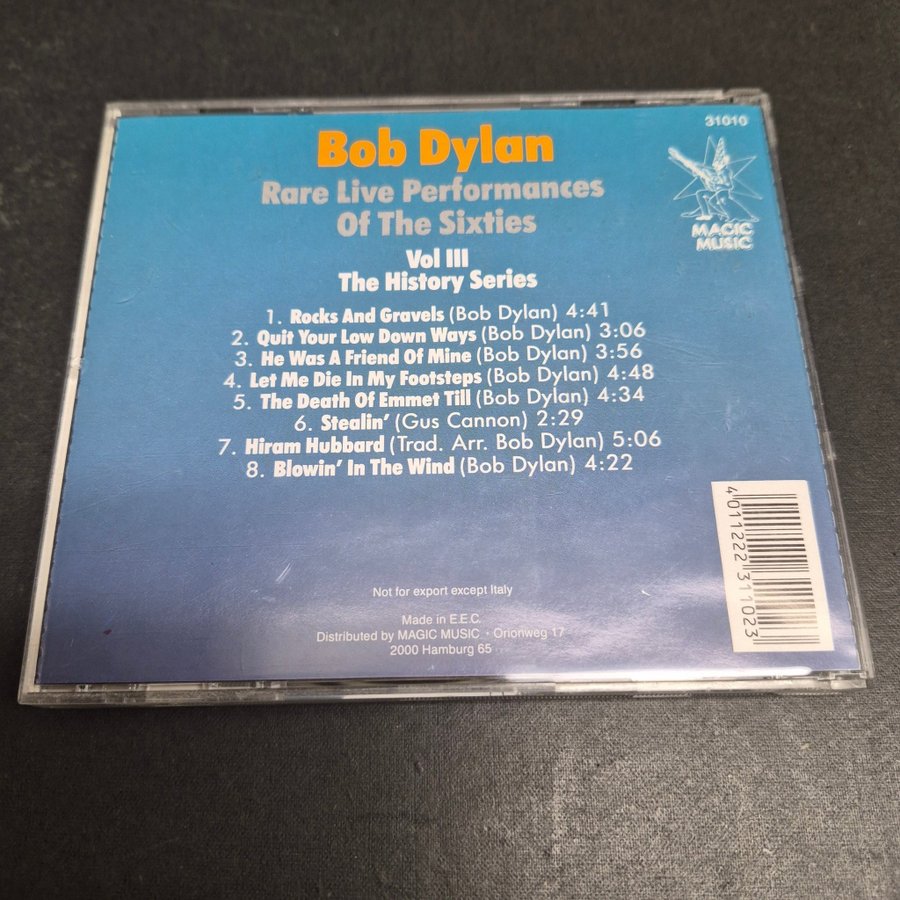 31010
MAGIC
MUSIC
Bob Dylan
Rare Live Performances
Of The Sixties
Vol III
The History Series
1. Rocks And Gravels (Bob Dylan) 4:41
2. Quit Your Low Down Ways (Bob Dylan) 3:06
3. He Was A Friend Of Mine (Bob Dylan) 3:56
4. Let Me Die In My Footsteps (Bob Dylan) 4:48
5. The Death Of Emmet Till (Bob Dylan) 4:34
6. Stealin' (Gus Cannon) 2:29
7. Hiram Hubbard (Trad. Arr. Bob Dylan) 5:06
8. Blowin' In The Wind (Bob Dylan) 4:22
4 011222 311023
Not for export except Italy
Made in E.E.C.
Distributed by MAGIC MUSIC · Orionweg 17
2000 Hamburg 65